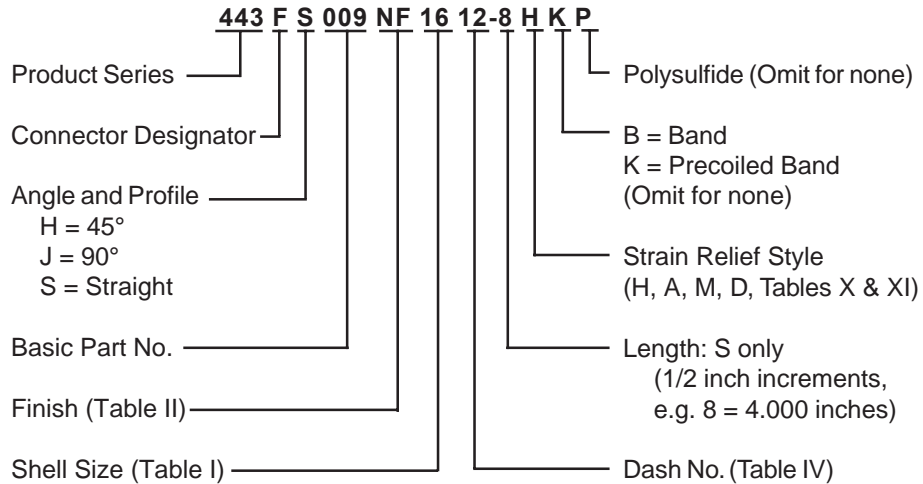 443 F S 009 NF 16 12-8 H K P
Product Series
Connector Designator
Angle and Profile
H = 45°
J = 90°
S = Straight
Basic Part No.
Finish (Table II)
Shell Size (Table I)
Polysulfide (Omit for none)
B = Band
K = Precoiled Band
(Omit for none)
Strain Relief Style
(H, A, M, D, Tables X & XI)
Length: S only
(1/2 inch increments,
e.g. 8 = 4.000 inches)
Dash No. (Table IV)